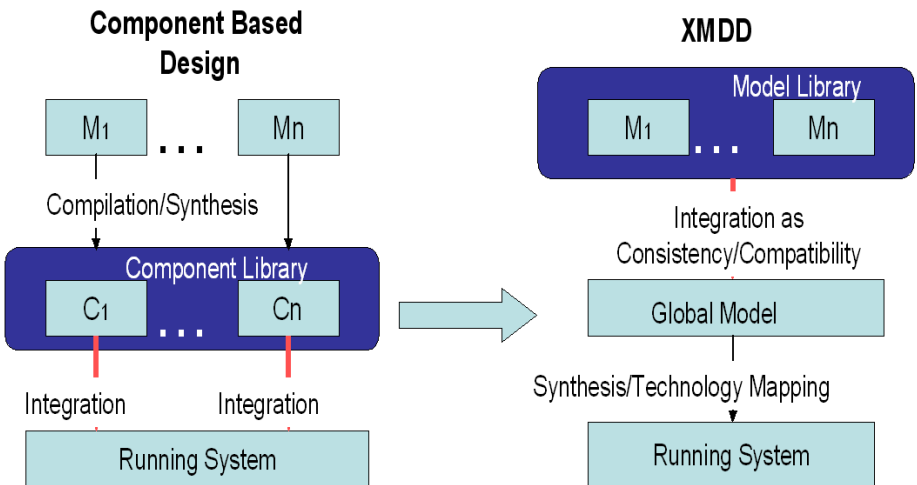 Component Based
Design
M1
...
Mn
Compilation/Synthesis
Component Library
C1
...
Cn
Integration
Integration
Running System
XMDD
Model Library
M1
...
Mn
Integration as
Consistency/Compatibility
Global Model
Synthesis/Technology Mapping
Running System